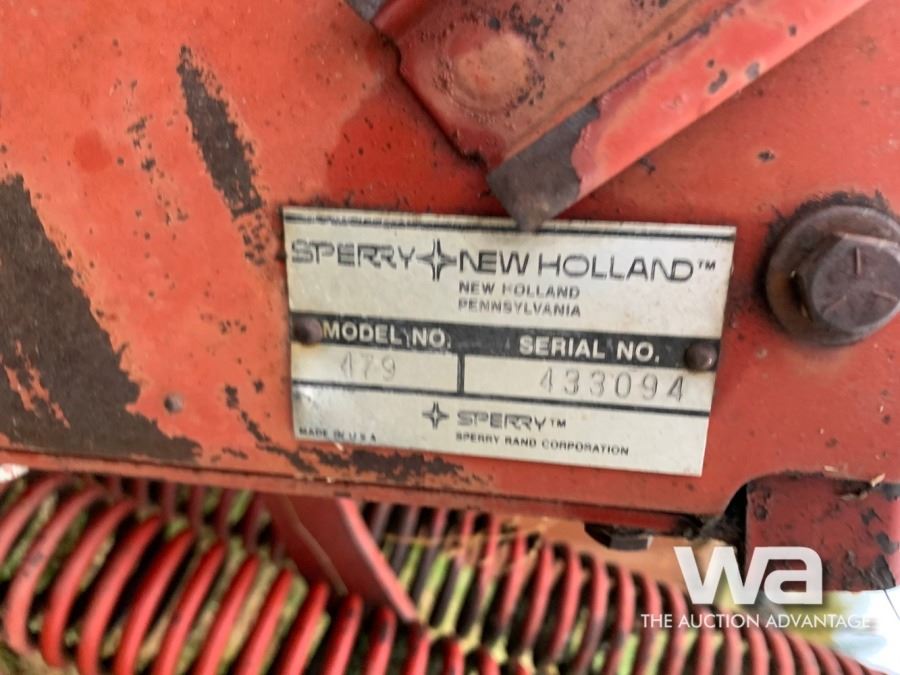 SPERRY NEW HOLLAND™
NEW HOLLAND
PENNSYLVANIA
MODEL NO. SERIAL NO.
479 433094
SPERRY™
MADE IN U S A SPERRY RAND CORPORATION
wa
THE AUCTION ADVANTAGE